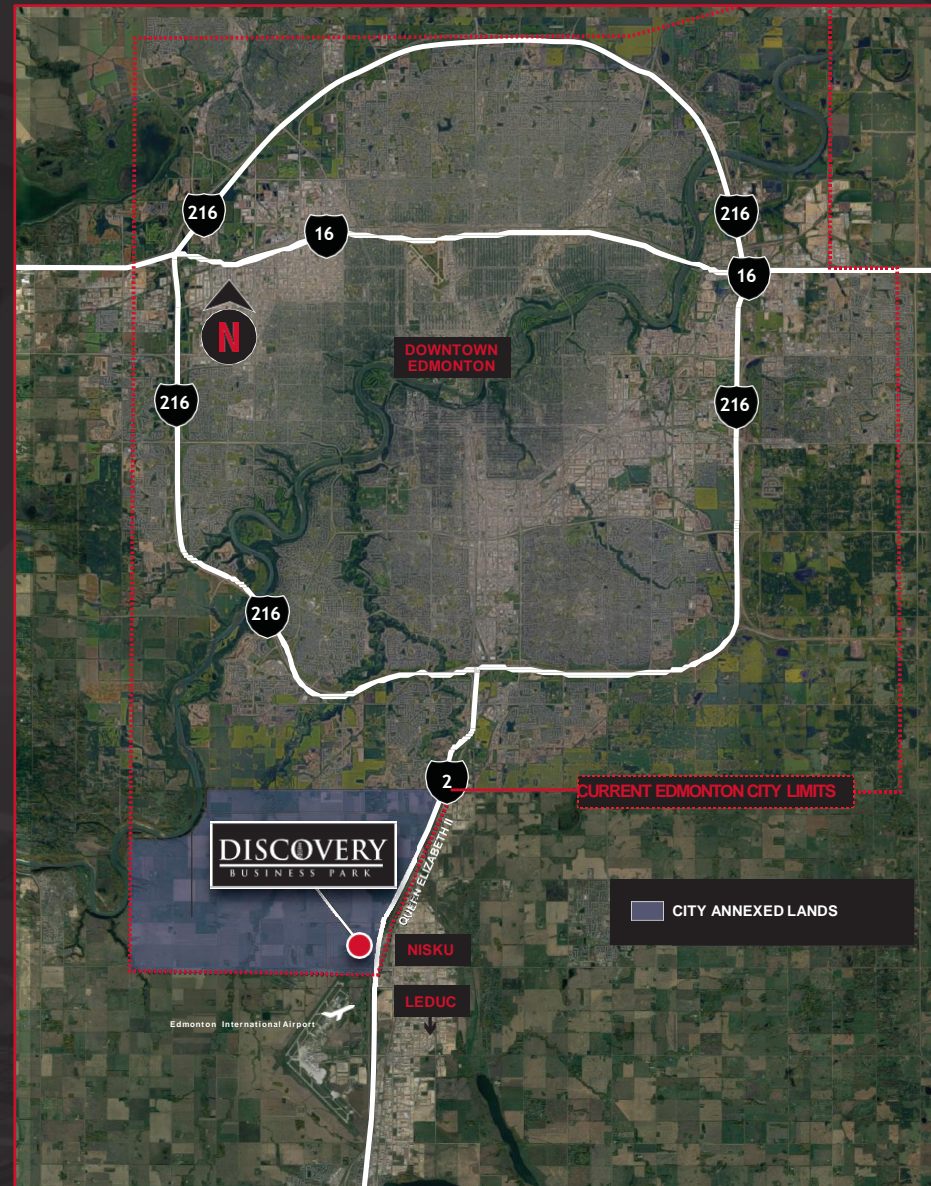 216
216
16
16
N
DOWNTOWN
EDMONTON
216
216
216
2
CURRENT EDMONTON CITY LIMITS
DISCOVERY
BUSINESS PARK
QUEEN ELIZABETH II
CITY ANNEXED LANDS
NISKU
LEDUC
Edmonton International Airport